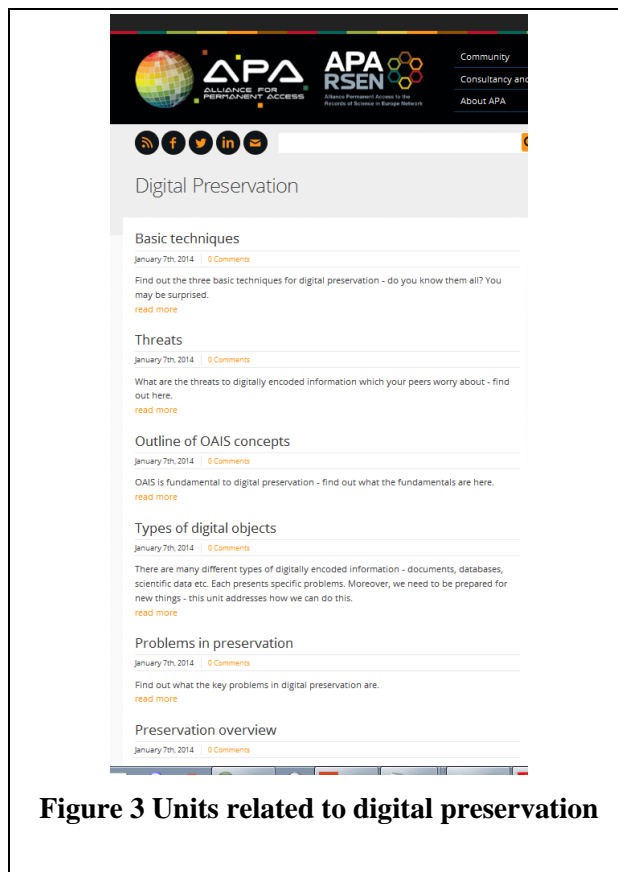 APA
ALLIANCE FOR
PERMANENT ACCESS
APA
RSEN
Alliance Permanent Access to the
Records of Science in Europe Network
Community
Consultancy and
About APA
Digital Preservation
Basic techniques
January 7th, 2014 0 Comments
Find out the three basic techniques for digital preservation - do you know them all? You
may be surprised.
read more
Threats
January 7th, 2014 0 Comments
What are the threats to digitally encoded information which your peers worry about - find
out here.
read more
Outline of OAIS concepts
January 7th, 2014 0 Comments
OAIS is fundamental to digital preservation - find out what the fundamentals are here.
read more
Types of digital objects
January 7th, 2014 0 Comments
There are many different types of digitally encoded information - documents, databases,
scientific data etc. Each presents specific problems. Moreover, we need to be prepared for
new things - this unit addresses how we can do this.
read more
Problems in preservation
January 7th, 2014 0 Comments
Find out what the key problems in digital preservation are.
read more
Preservation overview
January 7th, 2014 0 Comments
Figure 3 Units related to digital preservation